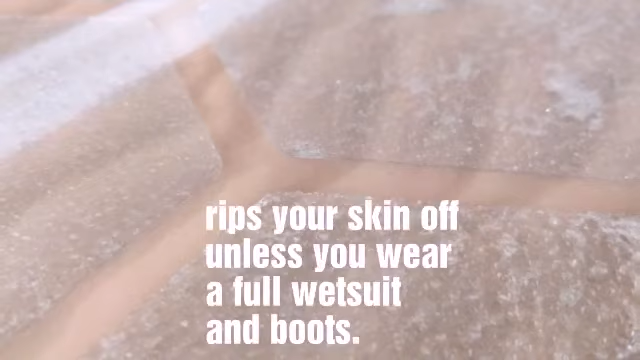 rips your skin off
unless you wear
a full wetsuit
and boots.